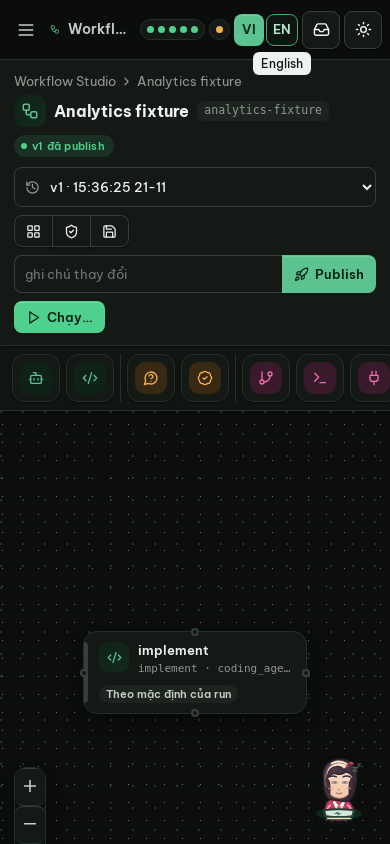 Workfl...
VI
EN
English
Workflow Studio > Analytics fixture
Analytics fixture
analytics-fixture
v1 đã publish
v1 · 15:36:25 21-11
ghi chú thay đổi
Publish
Chạy...
implement
implement · coding_age...
Theo mặc định của run